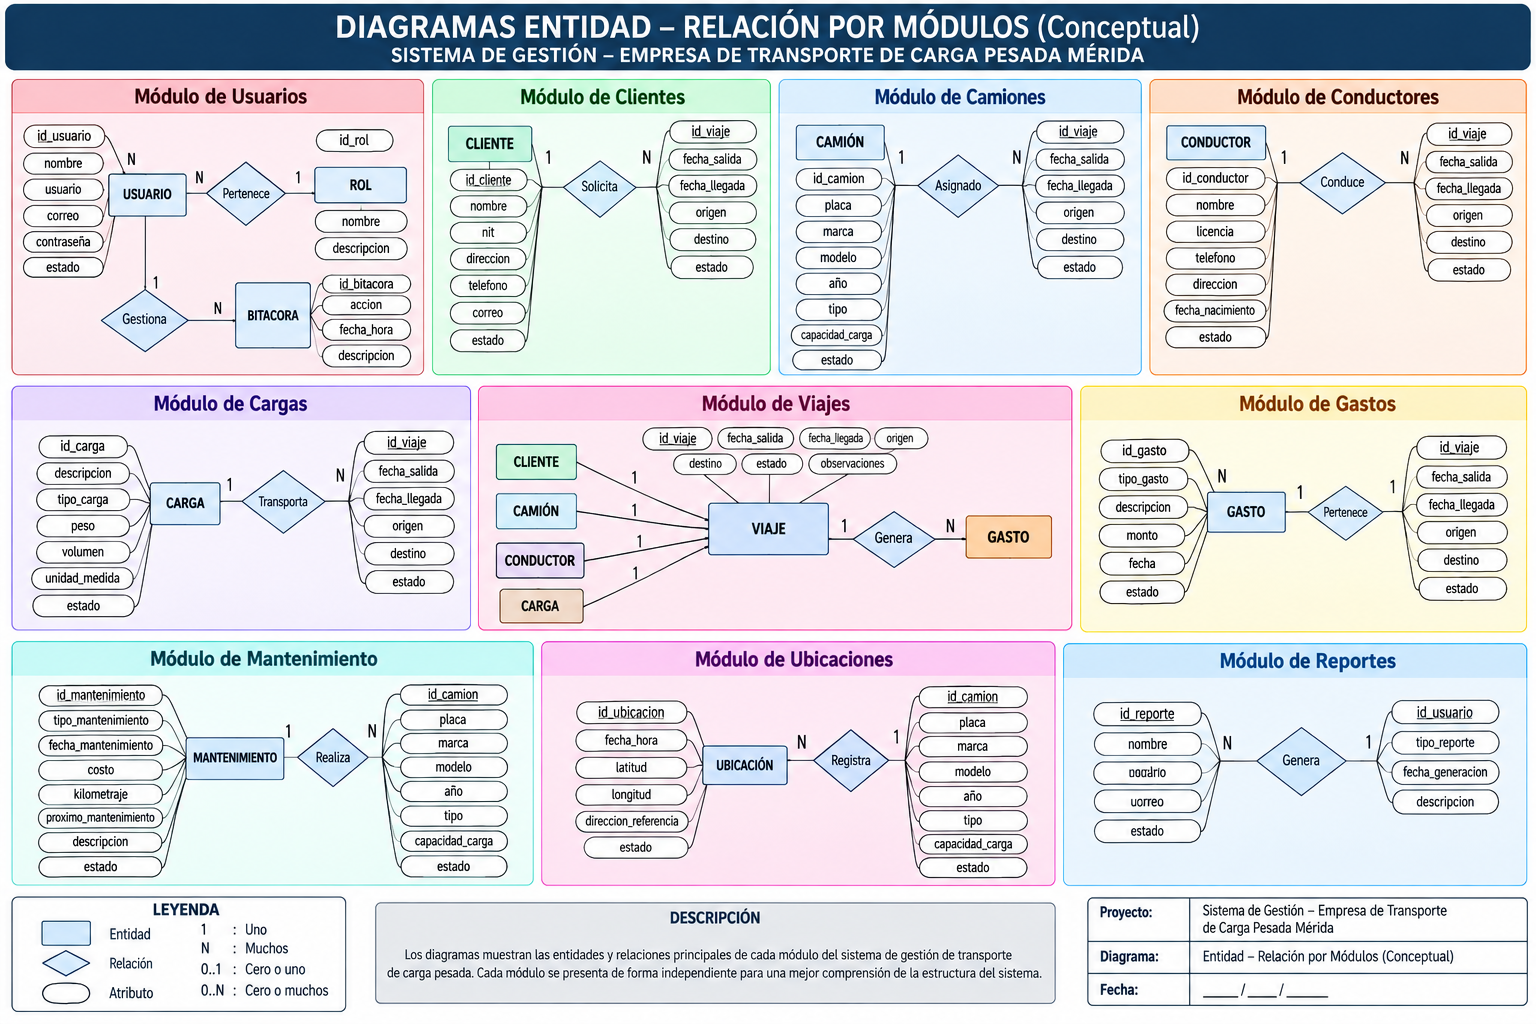 DIAGRAMAS ENTIDAD – RELACIÓN POR MÓDULOS (Conceptual)
SISTEMA DE GESTIÓN – EMPRESA DE TRANSPORTE DE CARGA PESADA MÉRIDA
Módulo de Usuarios
id_usuario
nombre
usuario
correo
contraseña
estado
N
USUARIO
N
Pertenece
1
id_rol
ROL
nombre
descripcion
1
Gestiona
N
BITACORA
id_bitacora
accion
fecha_hora
descripcion
Módulo de Clientes
CLIENTE
id_cliente
nombre
nit
direccion
telefono
correo
estado
1
Solicita
N
id_viaje
fecha_salida
fecha_llegada
origen
destino
estado
Módulo de Camiones
CAMIÓN
id_camion
placa
marca
modelo
año
tipo
capacidad_carga
estado
1
Asignado
N
id_viaje
fecha_salida
fecha_llegada
origen
destino
estado
Módulo de Conductores
CONDUCTOR
id_conductor
nombre
licencia
telefono
direccion
fecha_nacimiento
estado
1
Conduce
N
id_viaje
fecha_salida
fecha_llegada
origen
destino
estado
Módulo de Cargas
id_carga
descripcion
tipo_carga
peso
volumen
unidad_medida
estado
CARGA
1
Transporta
N
id_viaje
fecha_salida
fecha_llegada
origen
destino
estado
Módulo de Viajes
CLIENTE
CAMIÓN
CONDUCTOR
CARGA
1
1
1
1
id_viaje
fecha_salida
fecha_llegada
origen
destino
estado
observaciones
VIAJE
1
Genera
N
GASTO
Módulo de Gastos
id_gasto
tipo_gasto
descripcion
monto
fecha
estado
N
GASTO
1
Pertenece
1
id_viaje
fecha_salida
fecha_llegada
origen
destino
estado
Módulo de Mantenimiento
id_mantenimiento
tipo_mantenimiento
fecha_mantenimiento
costo
kilometraje
proximo_mantenimiento
descripcion
estado
MANTENIMIENTO
1
Realiza
N
id_camion
placa
marca
modelo
año
tipo
capacidad_carga
estado
Módulo de Ubicaciones
id_ubicacion
fecha_hora
latitud
longitud
direccion_referencia
estado
UBICACIÓN
N
Registra
1
id_camion
placa
marca
modelo
año
tipo
capacidad_carga
estado
Módulo de Reportes
id_reporte
nombre
uorreo
estado
N
Genera
1
id_usuario
tipo_reporte
fecha_generacion
descripcion
LEYENDA
Entidad
Relación
Atributo
1 : Uno
N : Muchos
0..1 : Cero o uno
0..N : Cero o muchos
DESCRIPCIÓN
Los diagramas muestran las entidades y relaciones principales de cada módulo del sistema de gestión de transporte
de carga pesada. Cada módulo se presenta de forma independiente para una mejor comprensión de la estructura del sistema.
Proyecto: Sistema de Gestión – Empresa de Transporte
de Carga Pesada Mérida
Diagrama: Entidad – Relación por Módulos (Conceptual)
Fecha: _____ / ____ / ______